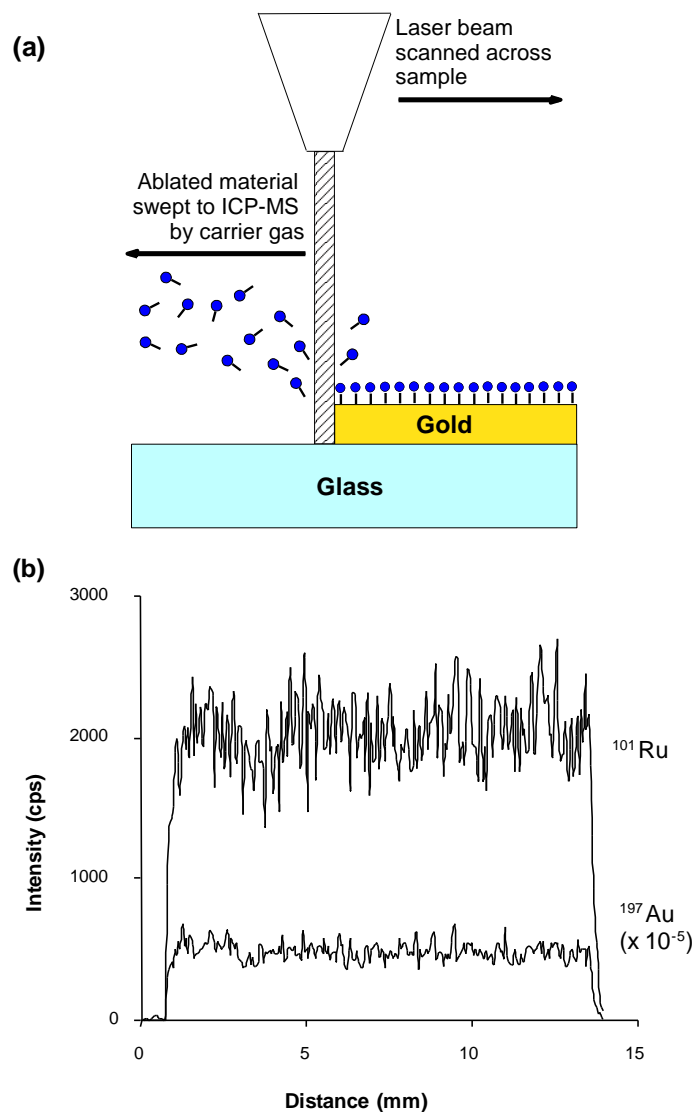 (a)
Laser beam
scanned across
sample
Ablated material
swept to ICP-MS
by carrier gas
Gold
Glass
(b)
3000
2000
1000
0
Intensity (cps)
¹⁰¹Ru
¹⁹⁷Au
(x 10⁻⁵)
0 5 10 15
Distance (mm)